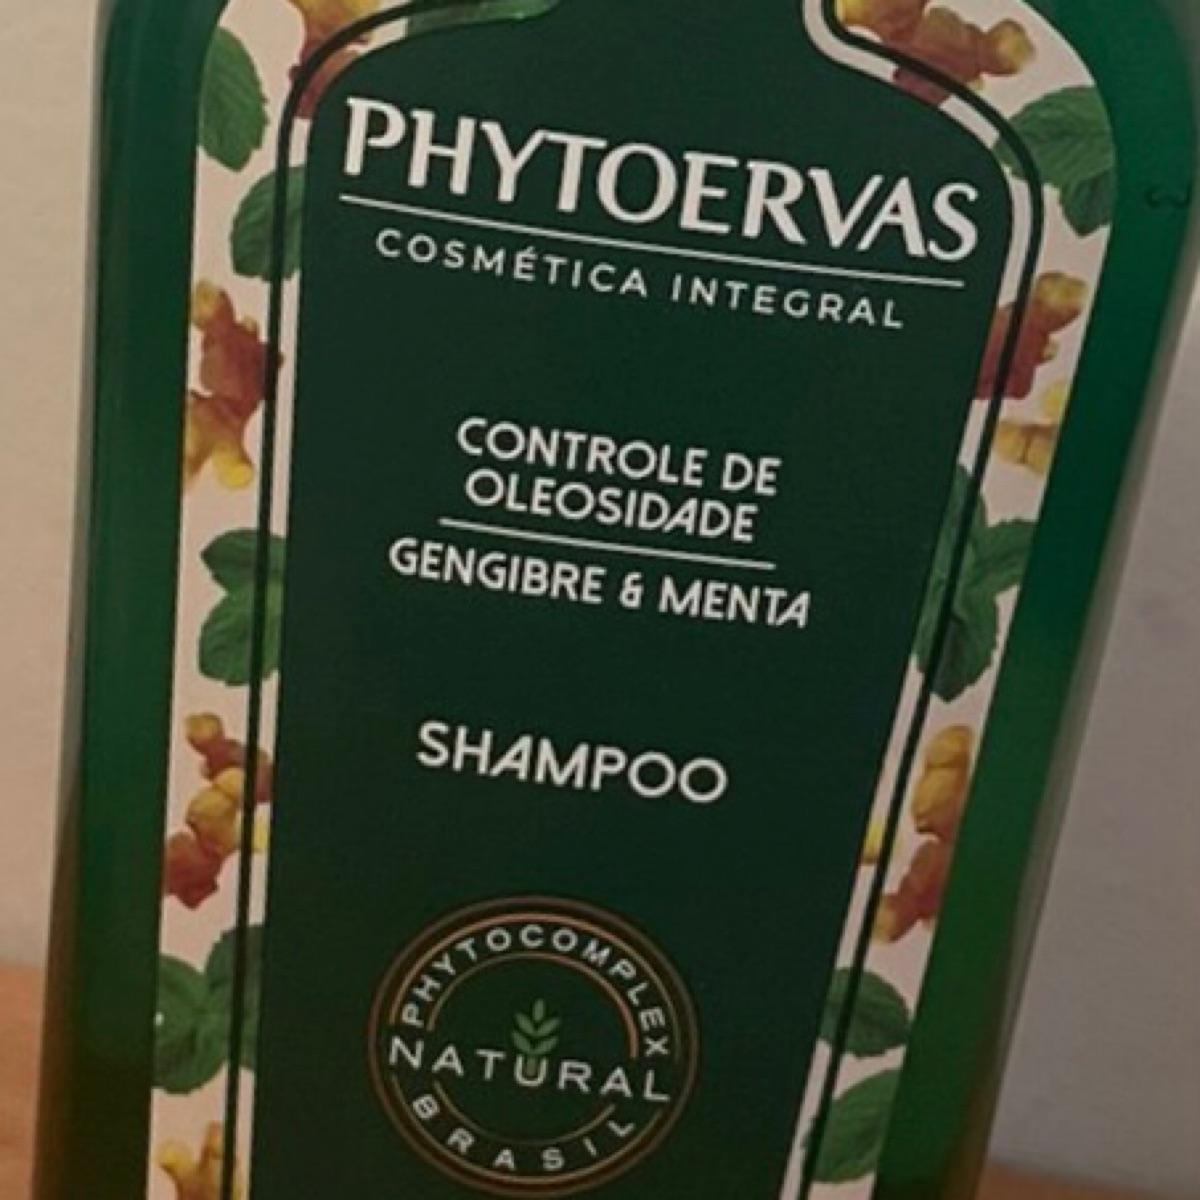 PHYTOERVAS
COSMÉTICA INTEGRAL
CONTROLE DE
OLEOSIDADE
GENGIBRE & MENTA
SHAMPOO
PHYTOCOMPLEX
NATURAL
BRASIL